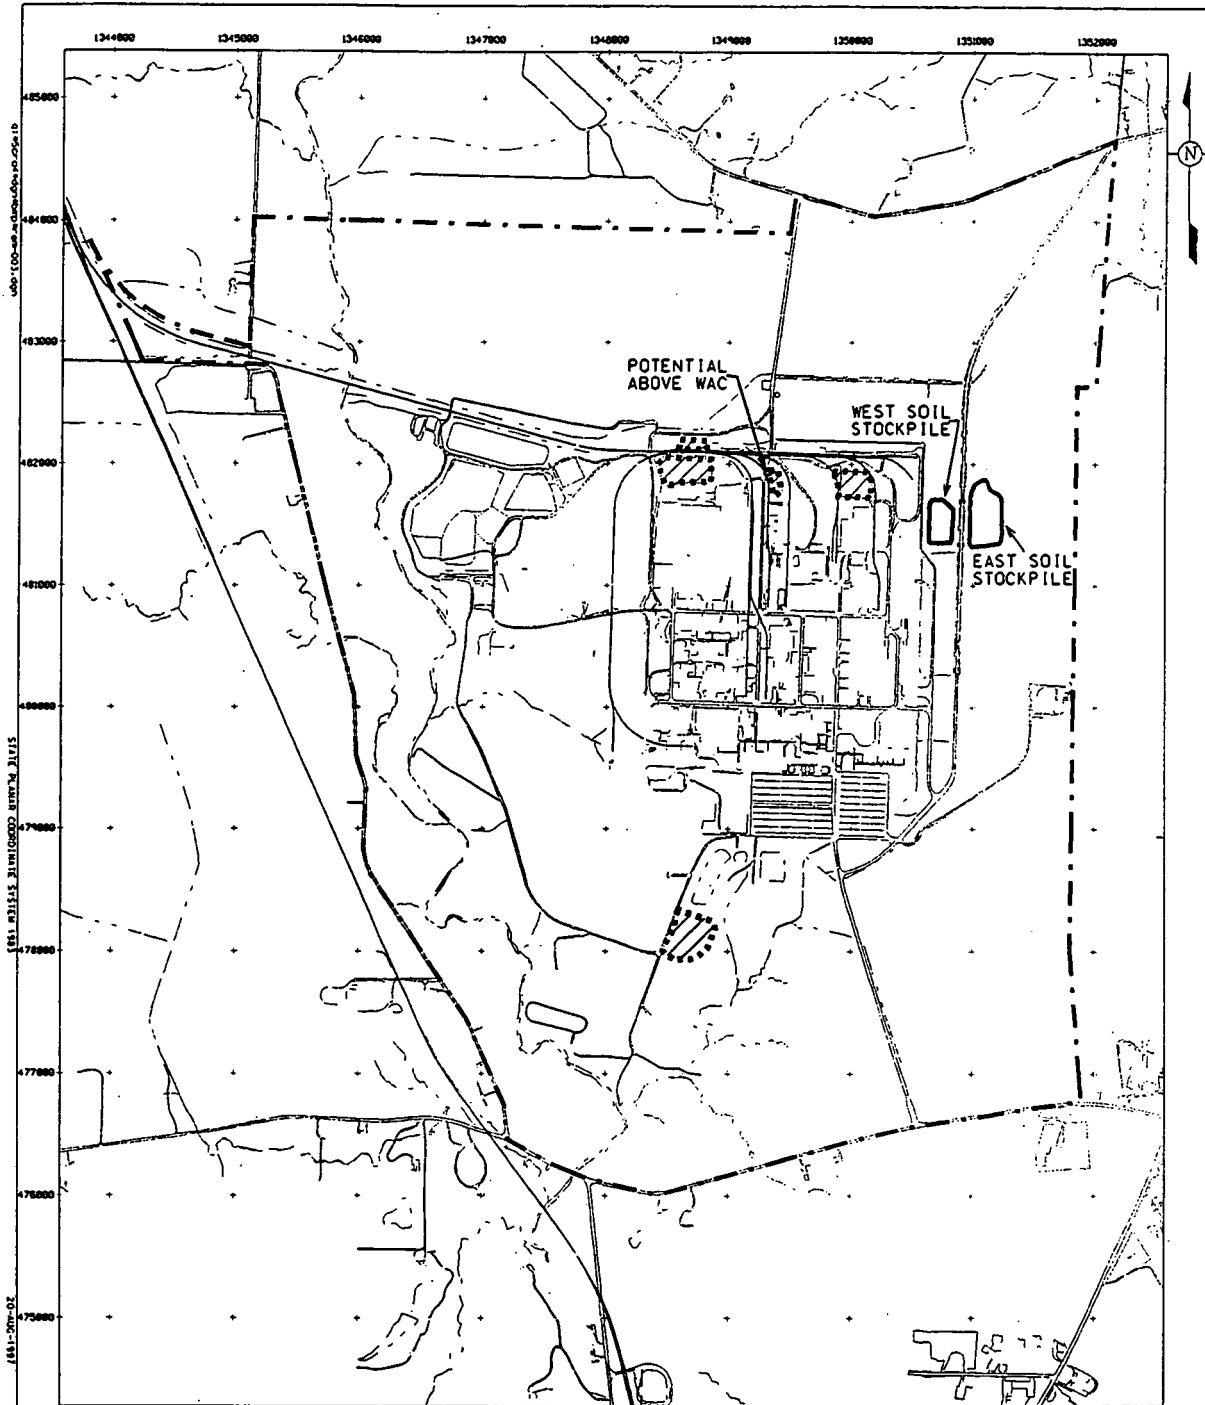 1344000 1345000 1346000 1347000 1348000 1349000 1350000 1351000 1352000
485000
484000
483000
482000
481000
480000
479000
478000
477000
476000
475000
N
POTENTIAL
ABOVE WAC
WEST SOIL
STOCKPILE
EAST SOIL
STOCKPILE
STATE PLANAR COORDINATE SYSTEM 1983
20-AUG-1997